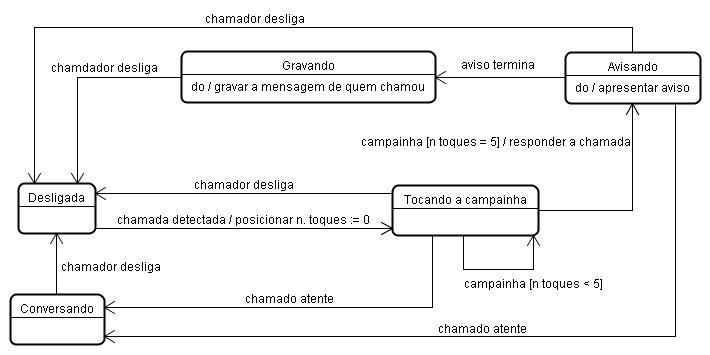 chamador desliga
Gravando
do / gravar a mensagem de quem chamou
Avisando
do / apresentar aviso
chamdador desliga
aviso termina
campainha [n toques = 5] / responder a chamada
Desligada
chamador desliga
Tocando a campainha
chamada detectada / posicionar n. toques := 0
chamador desliga
campainha [n toques < 5]
Conversando
chamado atente
chamado atente